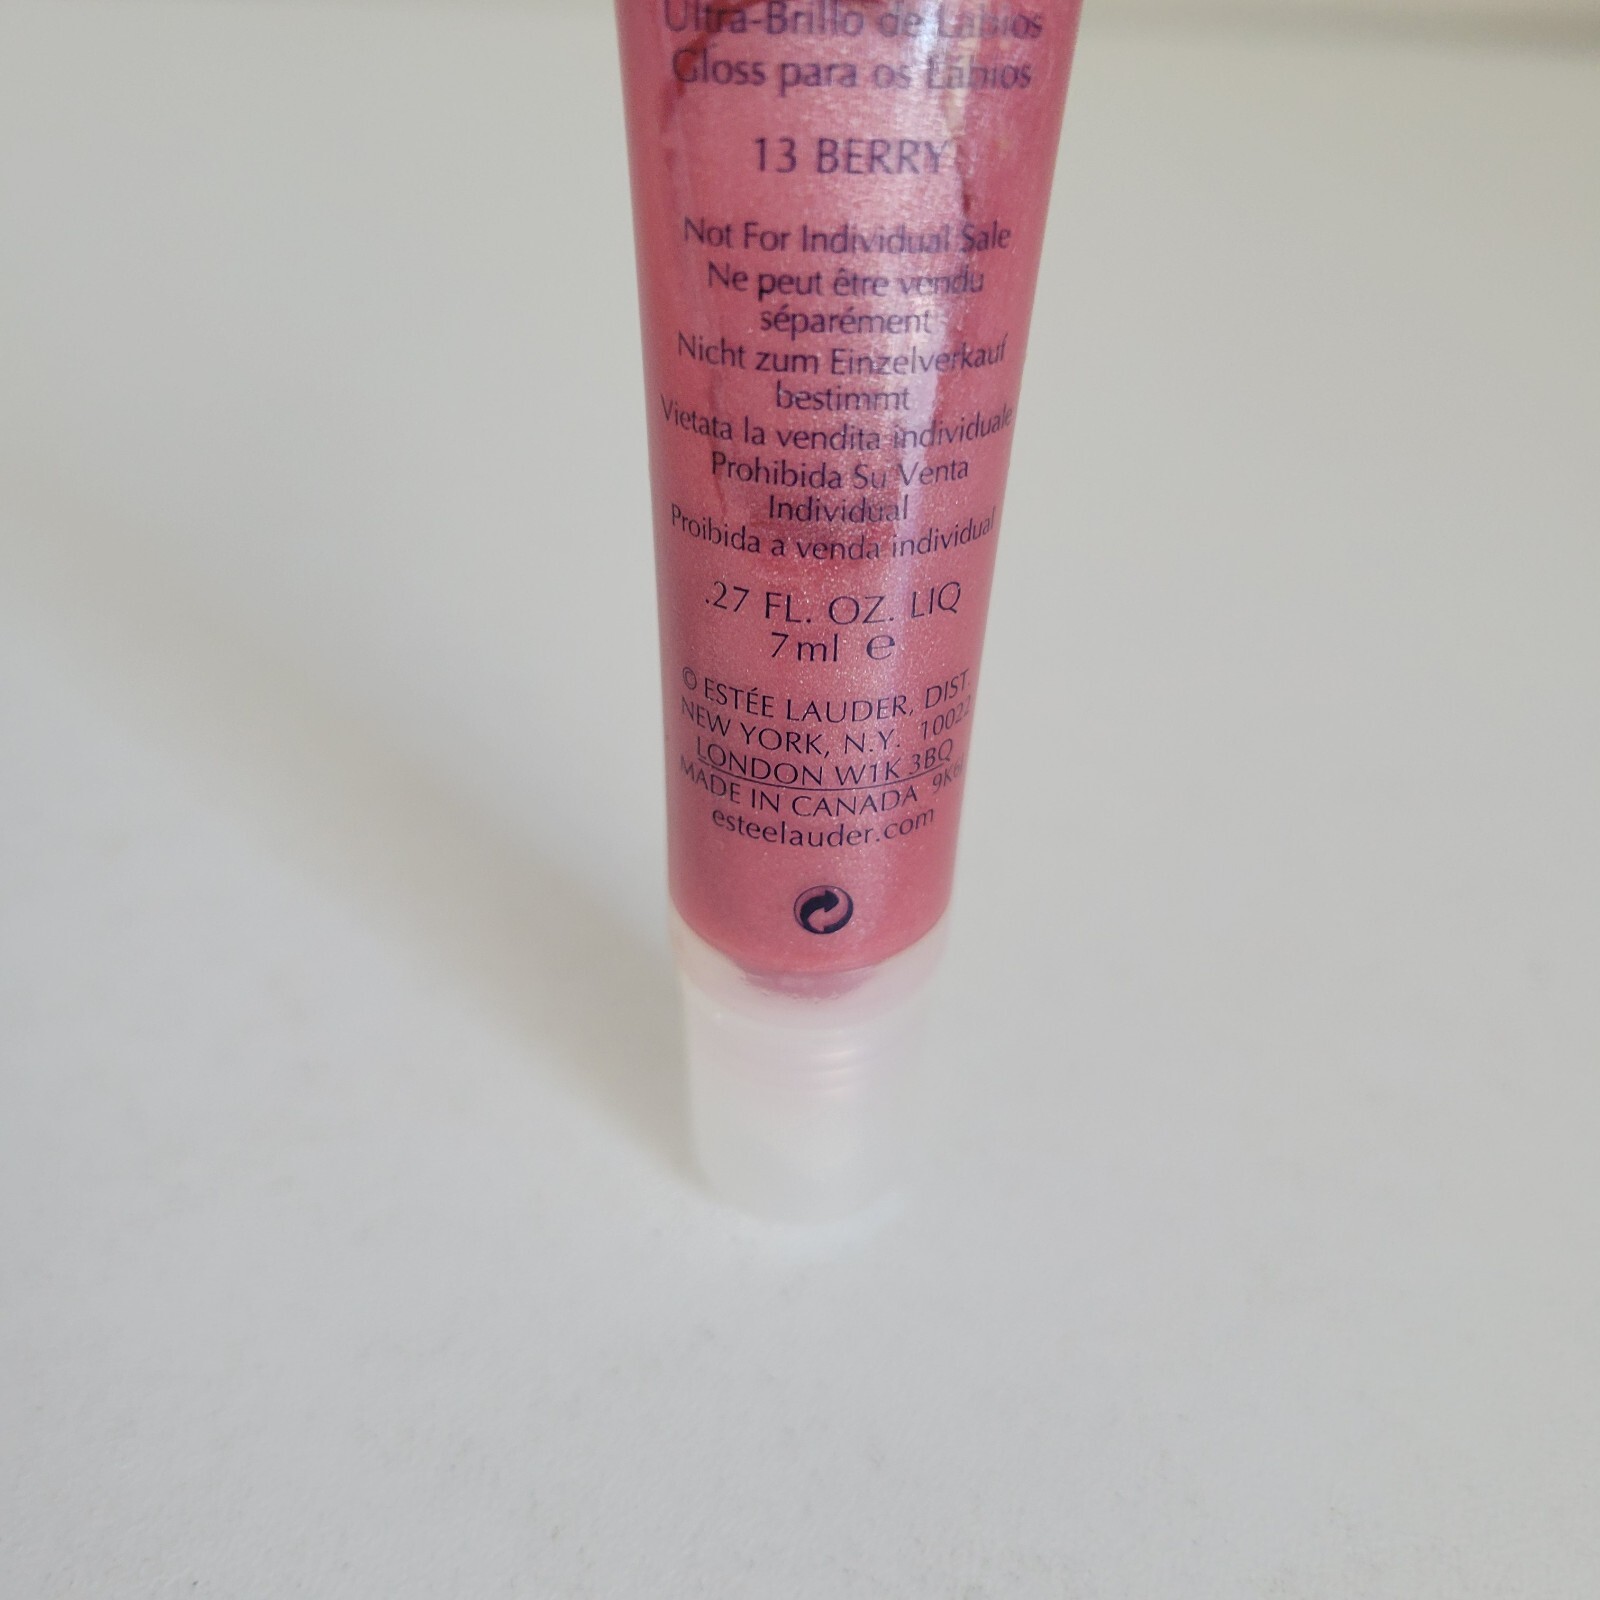 Ultra-Brillo de Labios
Gloss para os Lábios
13 BERRY
Not For Individual Sale
Ne peut être vendu
séparément
Nicht zum Einzelverkauf
bestimmt
Vietata la vendita individuale
Prohibida Su Venta
Individual
Proibida a venda individual
.27 FL. OZ. LIQ
7ml e
© ESTÉE LAUDER, DIST.
NEW YORK, N.Y. 10022
LONDON W1K 3BQ
MADE IN CANADA
esteelauder.com